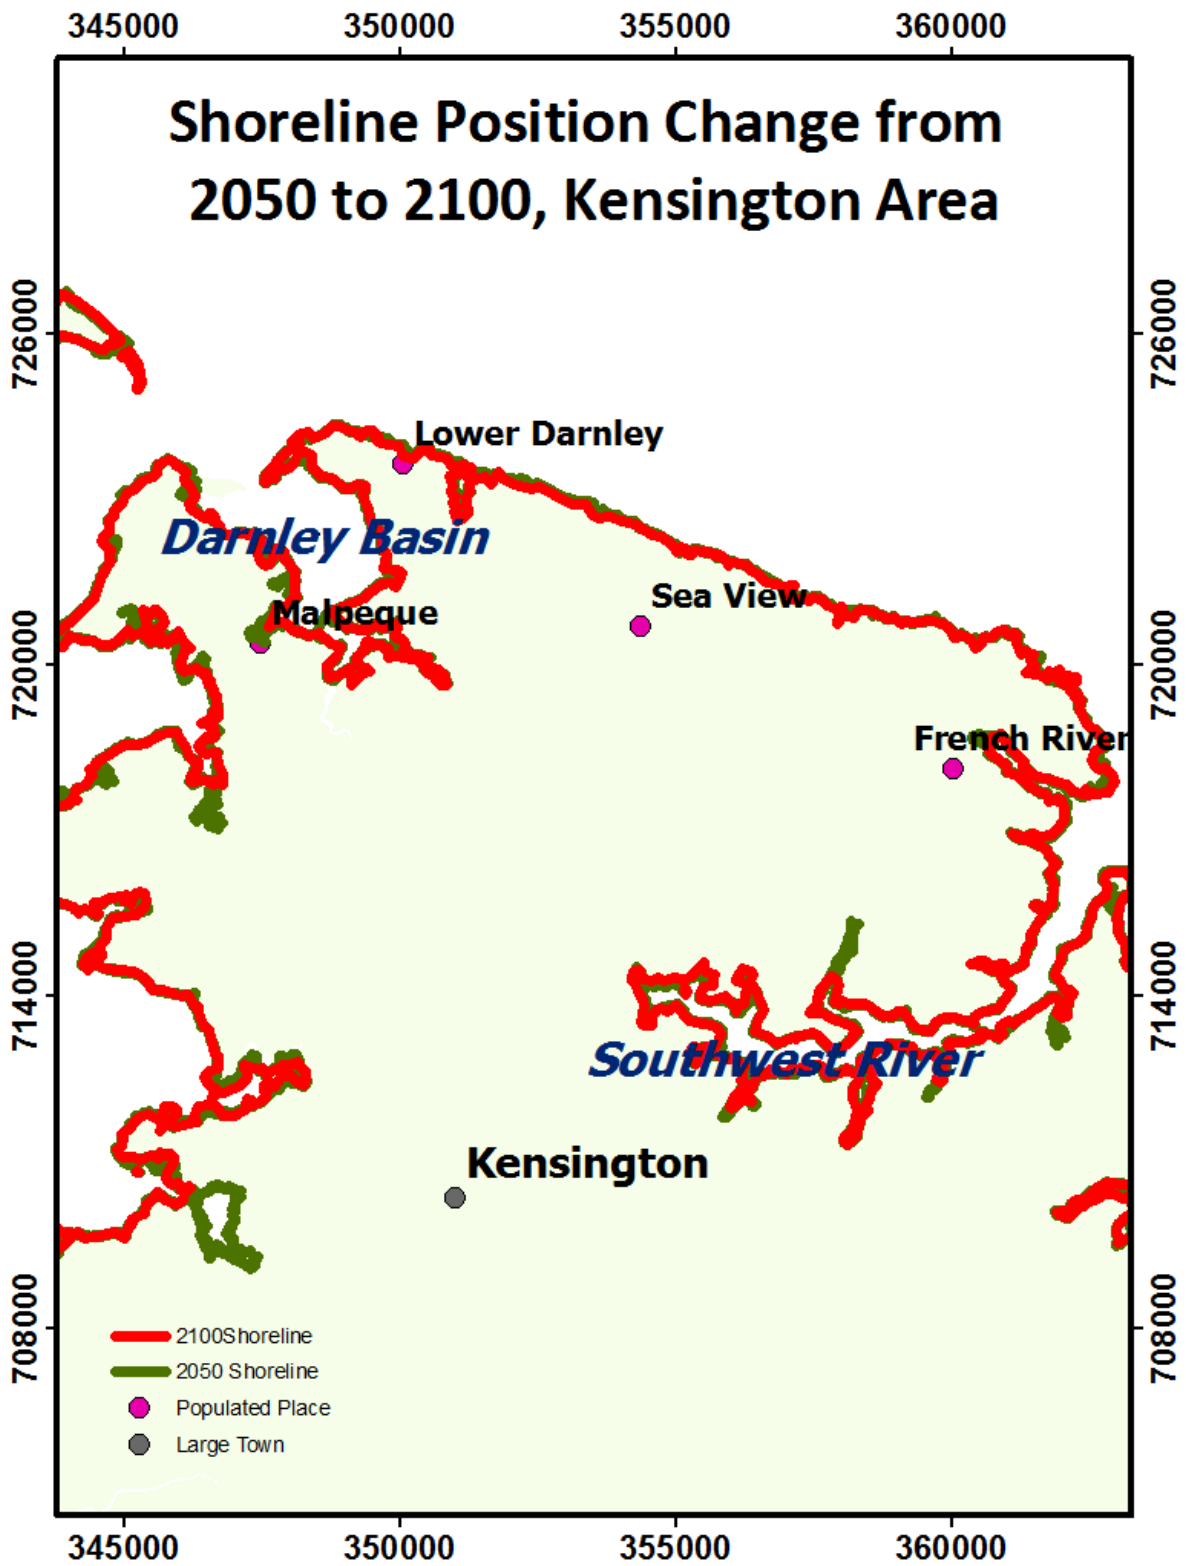 345000 350000 355000 360000
Shoreline Position Change from
2050 to 2100, Kensington Area
726000 726000
Lower Darnley
Darnley Basin
Sea View
Malpeque
720000 720000
French River
714000 714000
Southwest River
Kensington
708000 708000
2100Shoreline
2050 Shoreline
Populated Place
Large Town
345000 350000 355000 360000